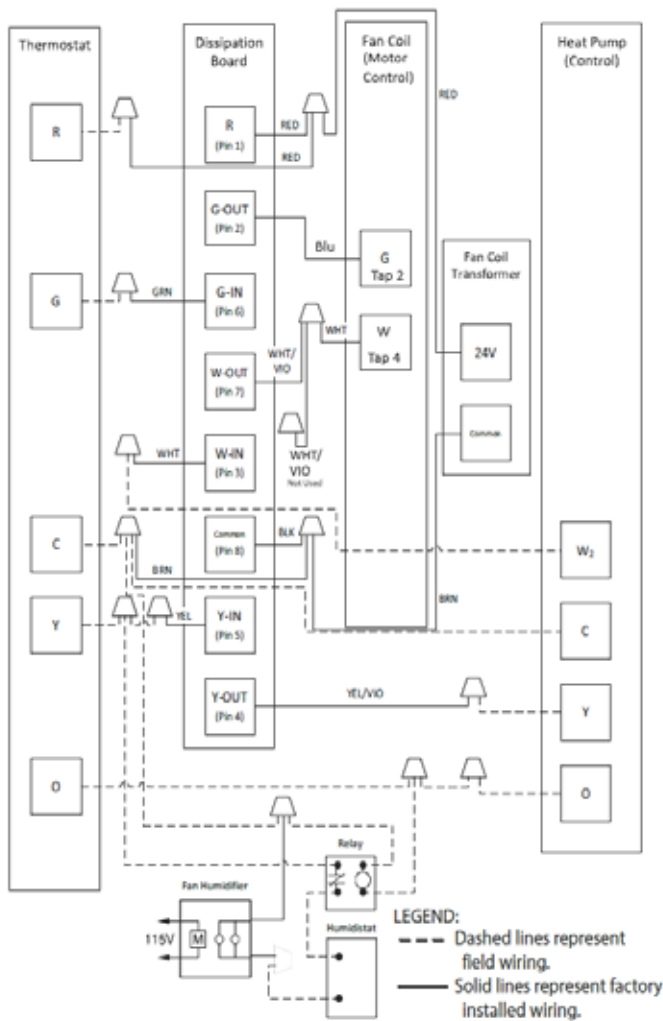 Thermostat
Dissipation
Board
Fan Coil
(Motor
Control)
Heat Pump
(Control)
R
R
(Pin 1)
RED
RED
RED
G-OUT
(Pin 2)
Blu
G
Tap 2
Fan Coil
Transformer
G
GRN
G-IN
(Pin 6)
WHT
W
Tap 4
24V
W-OUT
(Pin 7)
WHT/
VIO
Common
WHT
W-IN
(Pin 3)
WHT/
VIO
Not Used
C
Common
(Pin 8)
BLK
W2
BRN
BRN
Y
YEL
Y-IN
(Pin 5)
C
Y-OUT
(Pin 4)
YEL/VIO
Y
O
O
Relay
Fan Humidifier
115V
M
Humidistat
LEGEND:
Dashed lines represent
field wiring.
Solid lines represent factory
installed wiring.